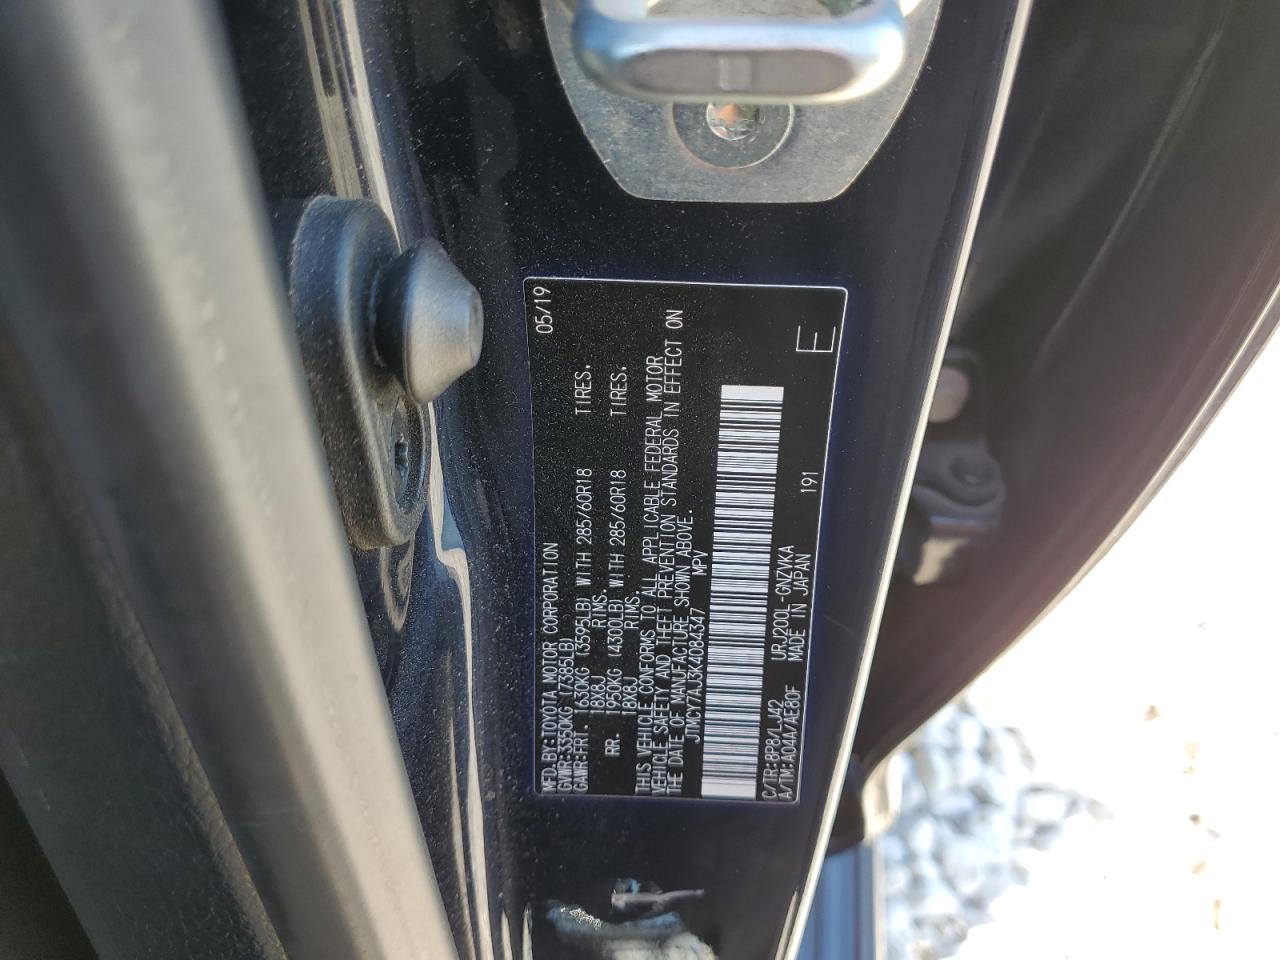 MFD.BY:TOYOTA MOTOR CORPORATION 05/19
GVWR:3350KG (7385LB)
GAWR:FRT. 1630KG (3595LB) WITH 285/60R18 TIRES.
18X8J RIMS.
RR. 1950KG (4300LB) WITH 285/60R18 TIRES.
18X8J RIMS.
THIS VEHICLE CONFORMS TO ALL APPLICABLE FEDERAL MOTOR
VEHICLE SAFETY AND THEFT PREVENTION STANDARDS IN EFFECT ON
THE DATE OF MANUFACTURE SHOWN ABOVE.
JTMCY7AJ3K4084347 MPV
C/TR:8P8/LJ42 URJ200L-GNZVKA 191
A/TM:A04A/AE80F MADE IN JAPAN
E